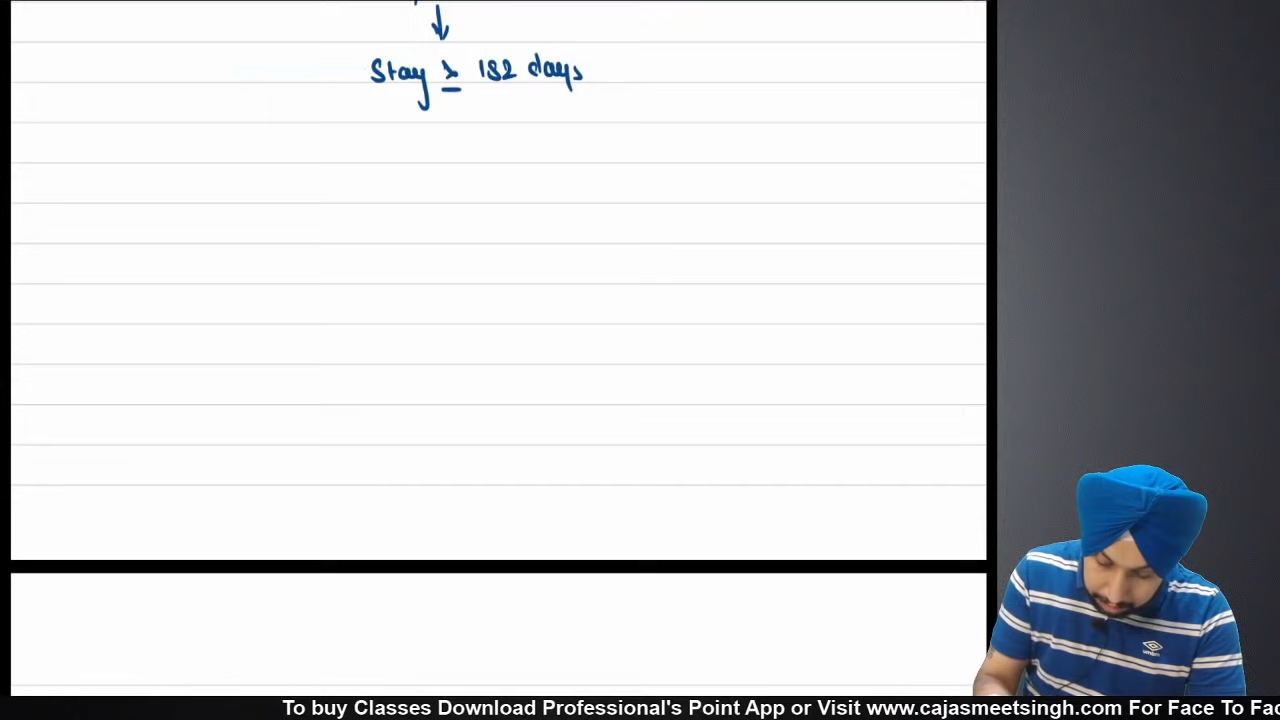 Stay ≥ 182 days
umbro
To buy Classes Download Professional's Point App or Visit www.cajasmeetsingh.com For Face To Fac